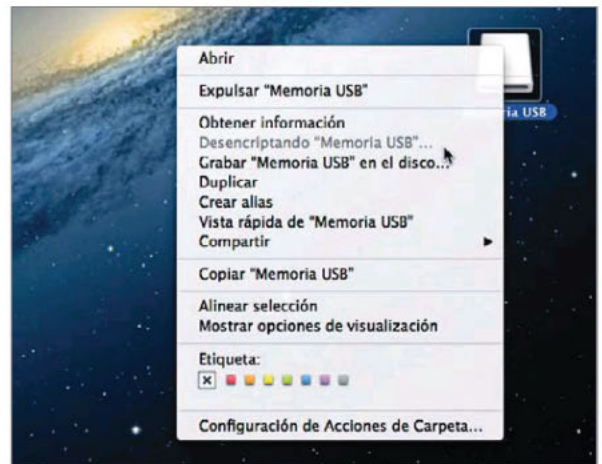 Abrir
Expulsar "Memoria USB"
Obtener información
Desencriptando "Memoria USB"...
Grabar "Memoria USB" en el disco...
Duplicar
Crear alias
Vista rápida de "Memoria USB"
Compartir
Copiar "Memoria USB"
Alinear selección
Mostrar opciones de visualización
Etiqueta:
Configuración de Acciones de Carpeta...
USB